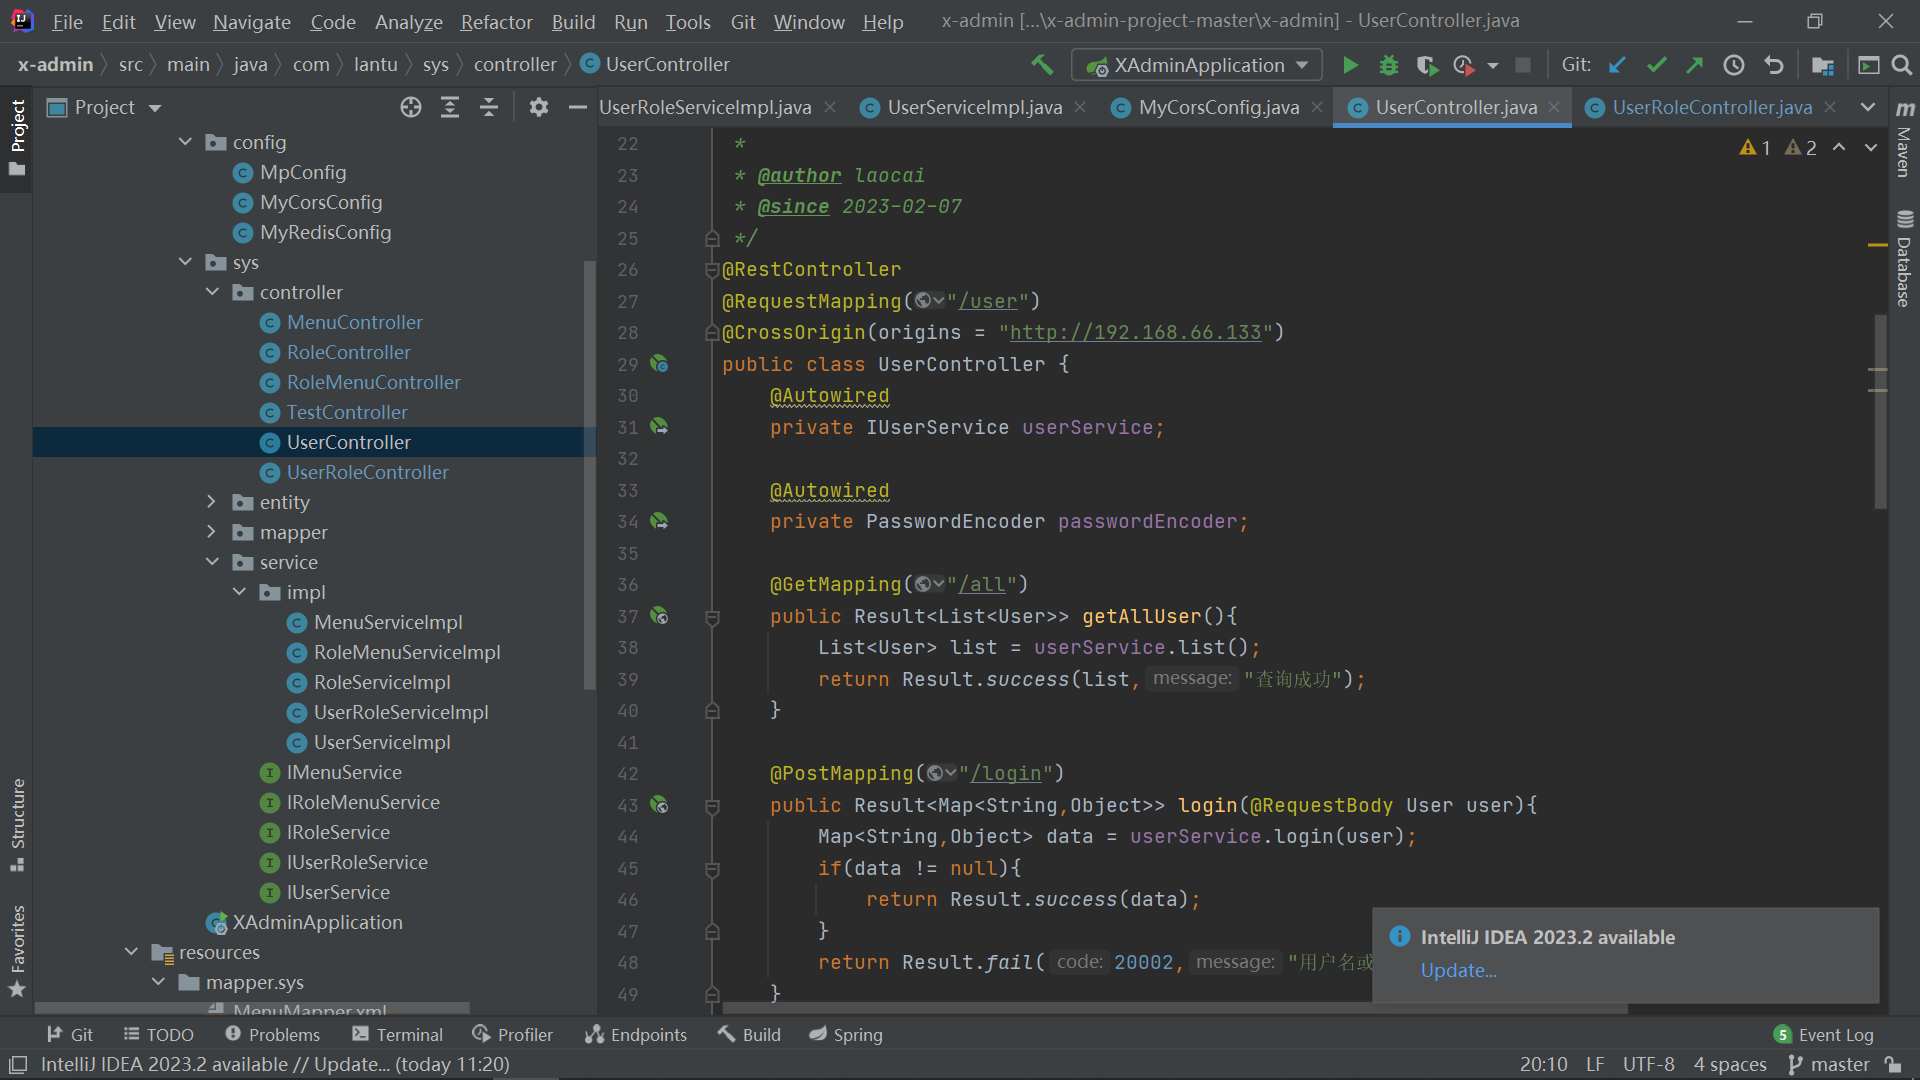 File Edit View Navigate Code Analyze Refactor Build Run Tools Git Window Help x-admin [...\x-admin-project-master\x-admin] - UserController.java
x-admin src main java com lantu sys controller UserController XAdminApplication Git:
Project
UserRoleServiceImpl.java UserServiceImpl.java MyCorsConfig.java UserController.java UserRoleController.java
config
MpConfig
MyCorsConfig
MyRedisConfig
sys
controller
MenuController
RoleController
RoleMenuController
TestController
UserController
UserRoleController
entity
mapper
service
impl
MenuServiceImpl
RoleMenuServiceImpl
RoleServiceImpl
UserRoleServiceImpl
UserServiceImpl
IMenuService
IRoleMenuService
IRoleService
IUserRoleService
IUserService
XAdminApplication
resources
mapper.sys
MenuMapper.xml
Project
Structure
Favorites
1 2
22 *
23 * @author laocai
24 * @since 2023-02-07
25 */
26 @RestController
27 @RequestMapping("/user")
28 @CrossOrigin(origins = "http://192.168.66.133")
29 public class UserController {
30 @Autowired
31 private IUserService userService;
32
33 @Autowired
34 private PasswordEncoder passwordEncoder;
35
36 @GetMapping("/all")
37 public Result<List<User>> getAllUser(){
38 List<User> list = userService.list();
39 return Result.success(list, message: "查询成功");
40 }
41
42 @PostMapping("/login")
43 public Result<Map<String,Object>> login(@RequestBody User user){
44 Map<String,Object> data = userService.login(user);
45 if(data != null){
46 return Result.success(data);
47 }
48 return Result.fail( code: 20002, message: "用户名或
49 }
m Maven
Database
IntelliJ IDEA 2023.2 available
Update...
Git TODO Problems Terminal Profiler Endpoints Build Spring 5 Event Log
IntelliJ IDEA 2023.2 available // Update... (today 11:20) 20:10 LF UTF-8 4 spaces master